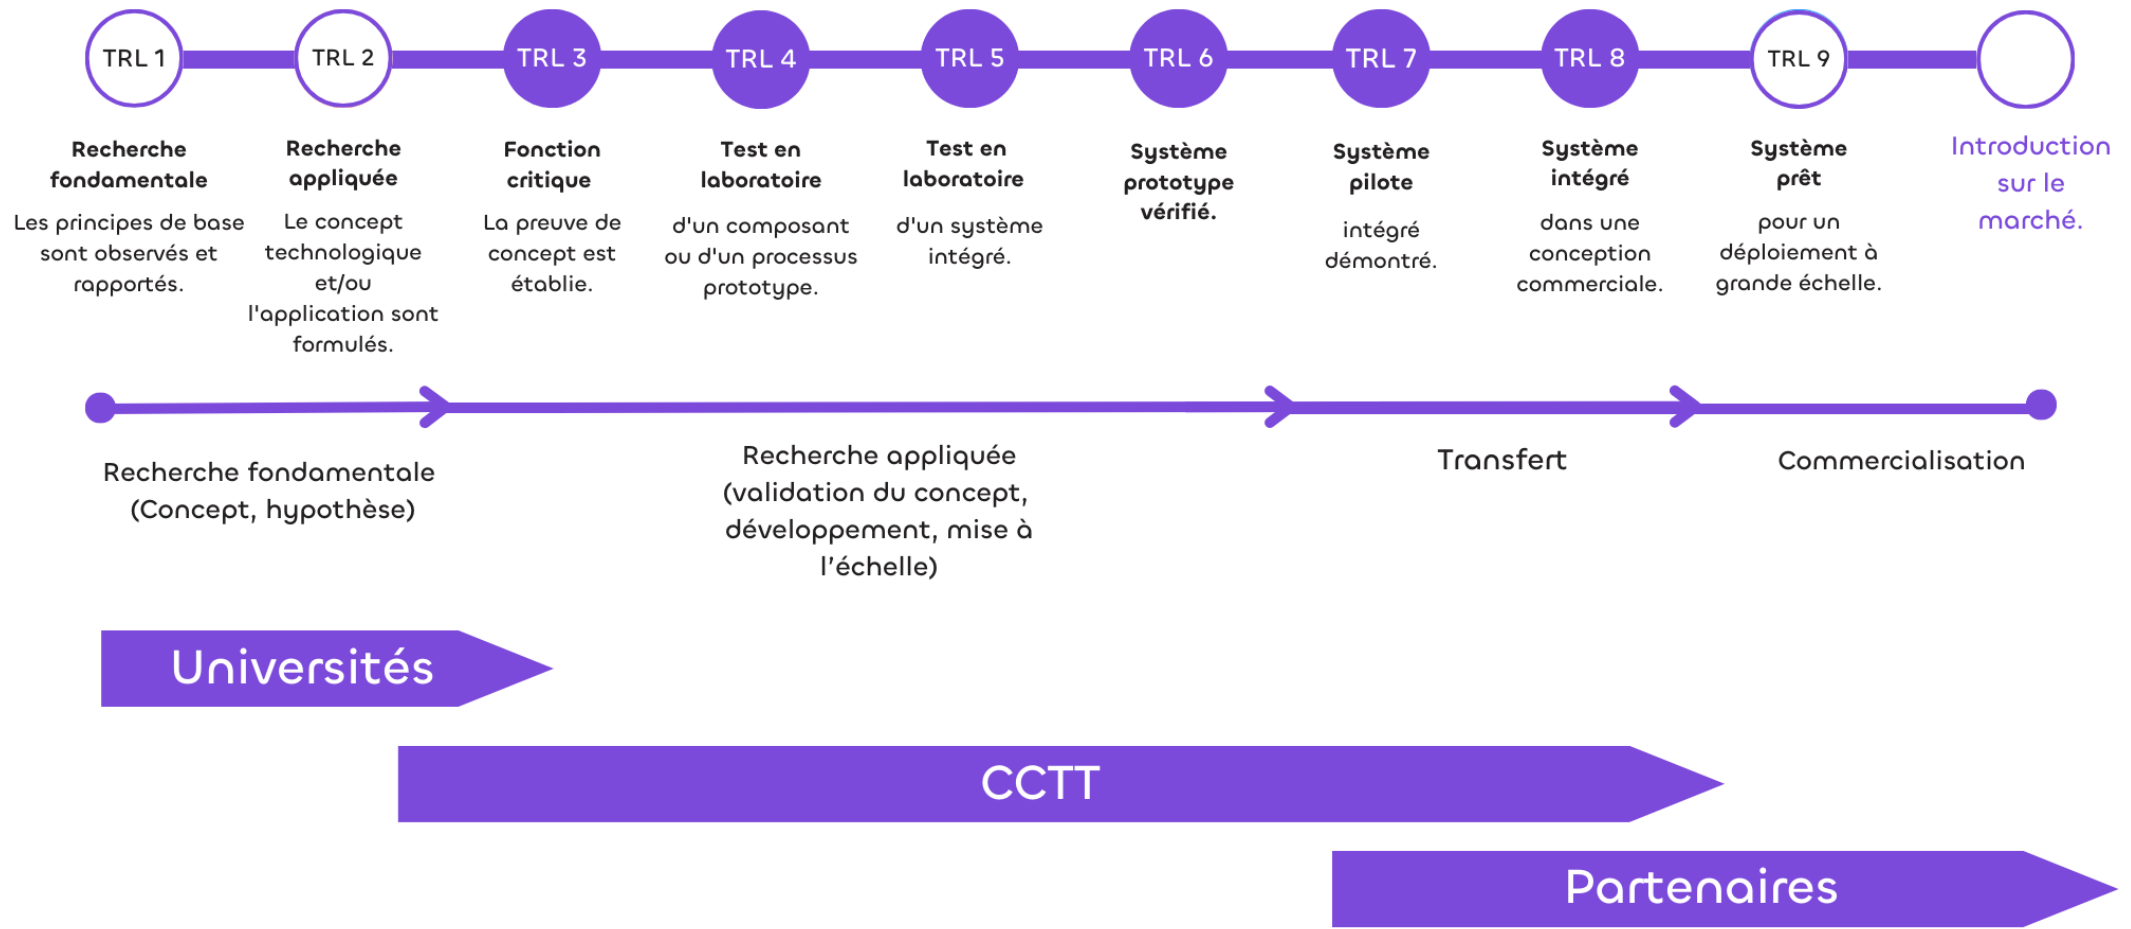 TRL 1
TRL 2
TRL 3
TRL 4
TRL 5
TRL 6
TRL 7
TRL 8
TRL 9
Recherche
fondamentale
Les principes de base
sont observés et
rapportés.
Recherche
appliquée
Le concept
technologique
et/ou
l'application sont
formulés.
Fonction
critique
La preuve de
concept est
établie.
Test en
laboratoire
d'un composant
ou d'un processus
prototype.
Test en
laboratoire
d'un système
intégré.
Système
prototype
vérifié.
Système
pilote
intégré
démontré.
Système
intégré
dans une
conception
commerciale.
Système
prêt
pour un
déploiement à
grande échelle.
Introduction
sur le
marché.
Recherche fondamentale
(Concept, hypothèse)
Recherche appliquée
(validation du concept,
développement, mise à
l’échelle)
Transfert
Commercialisation
Universités
CCTT
Partenaires